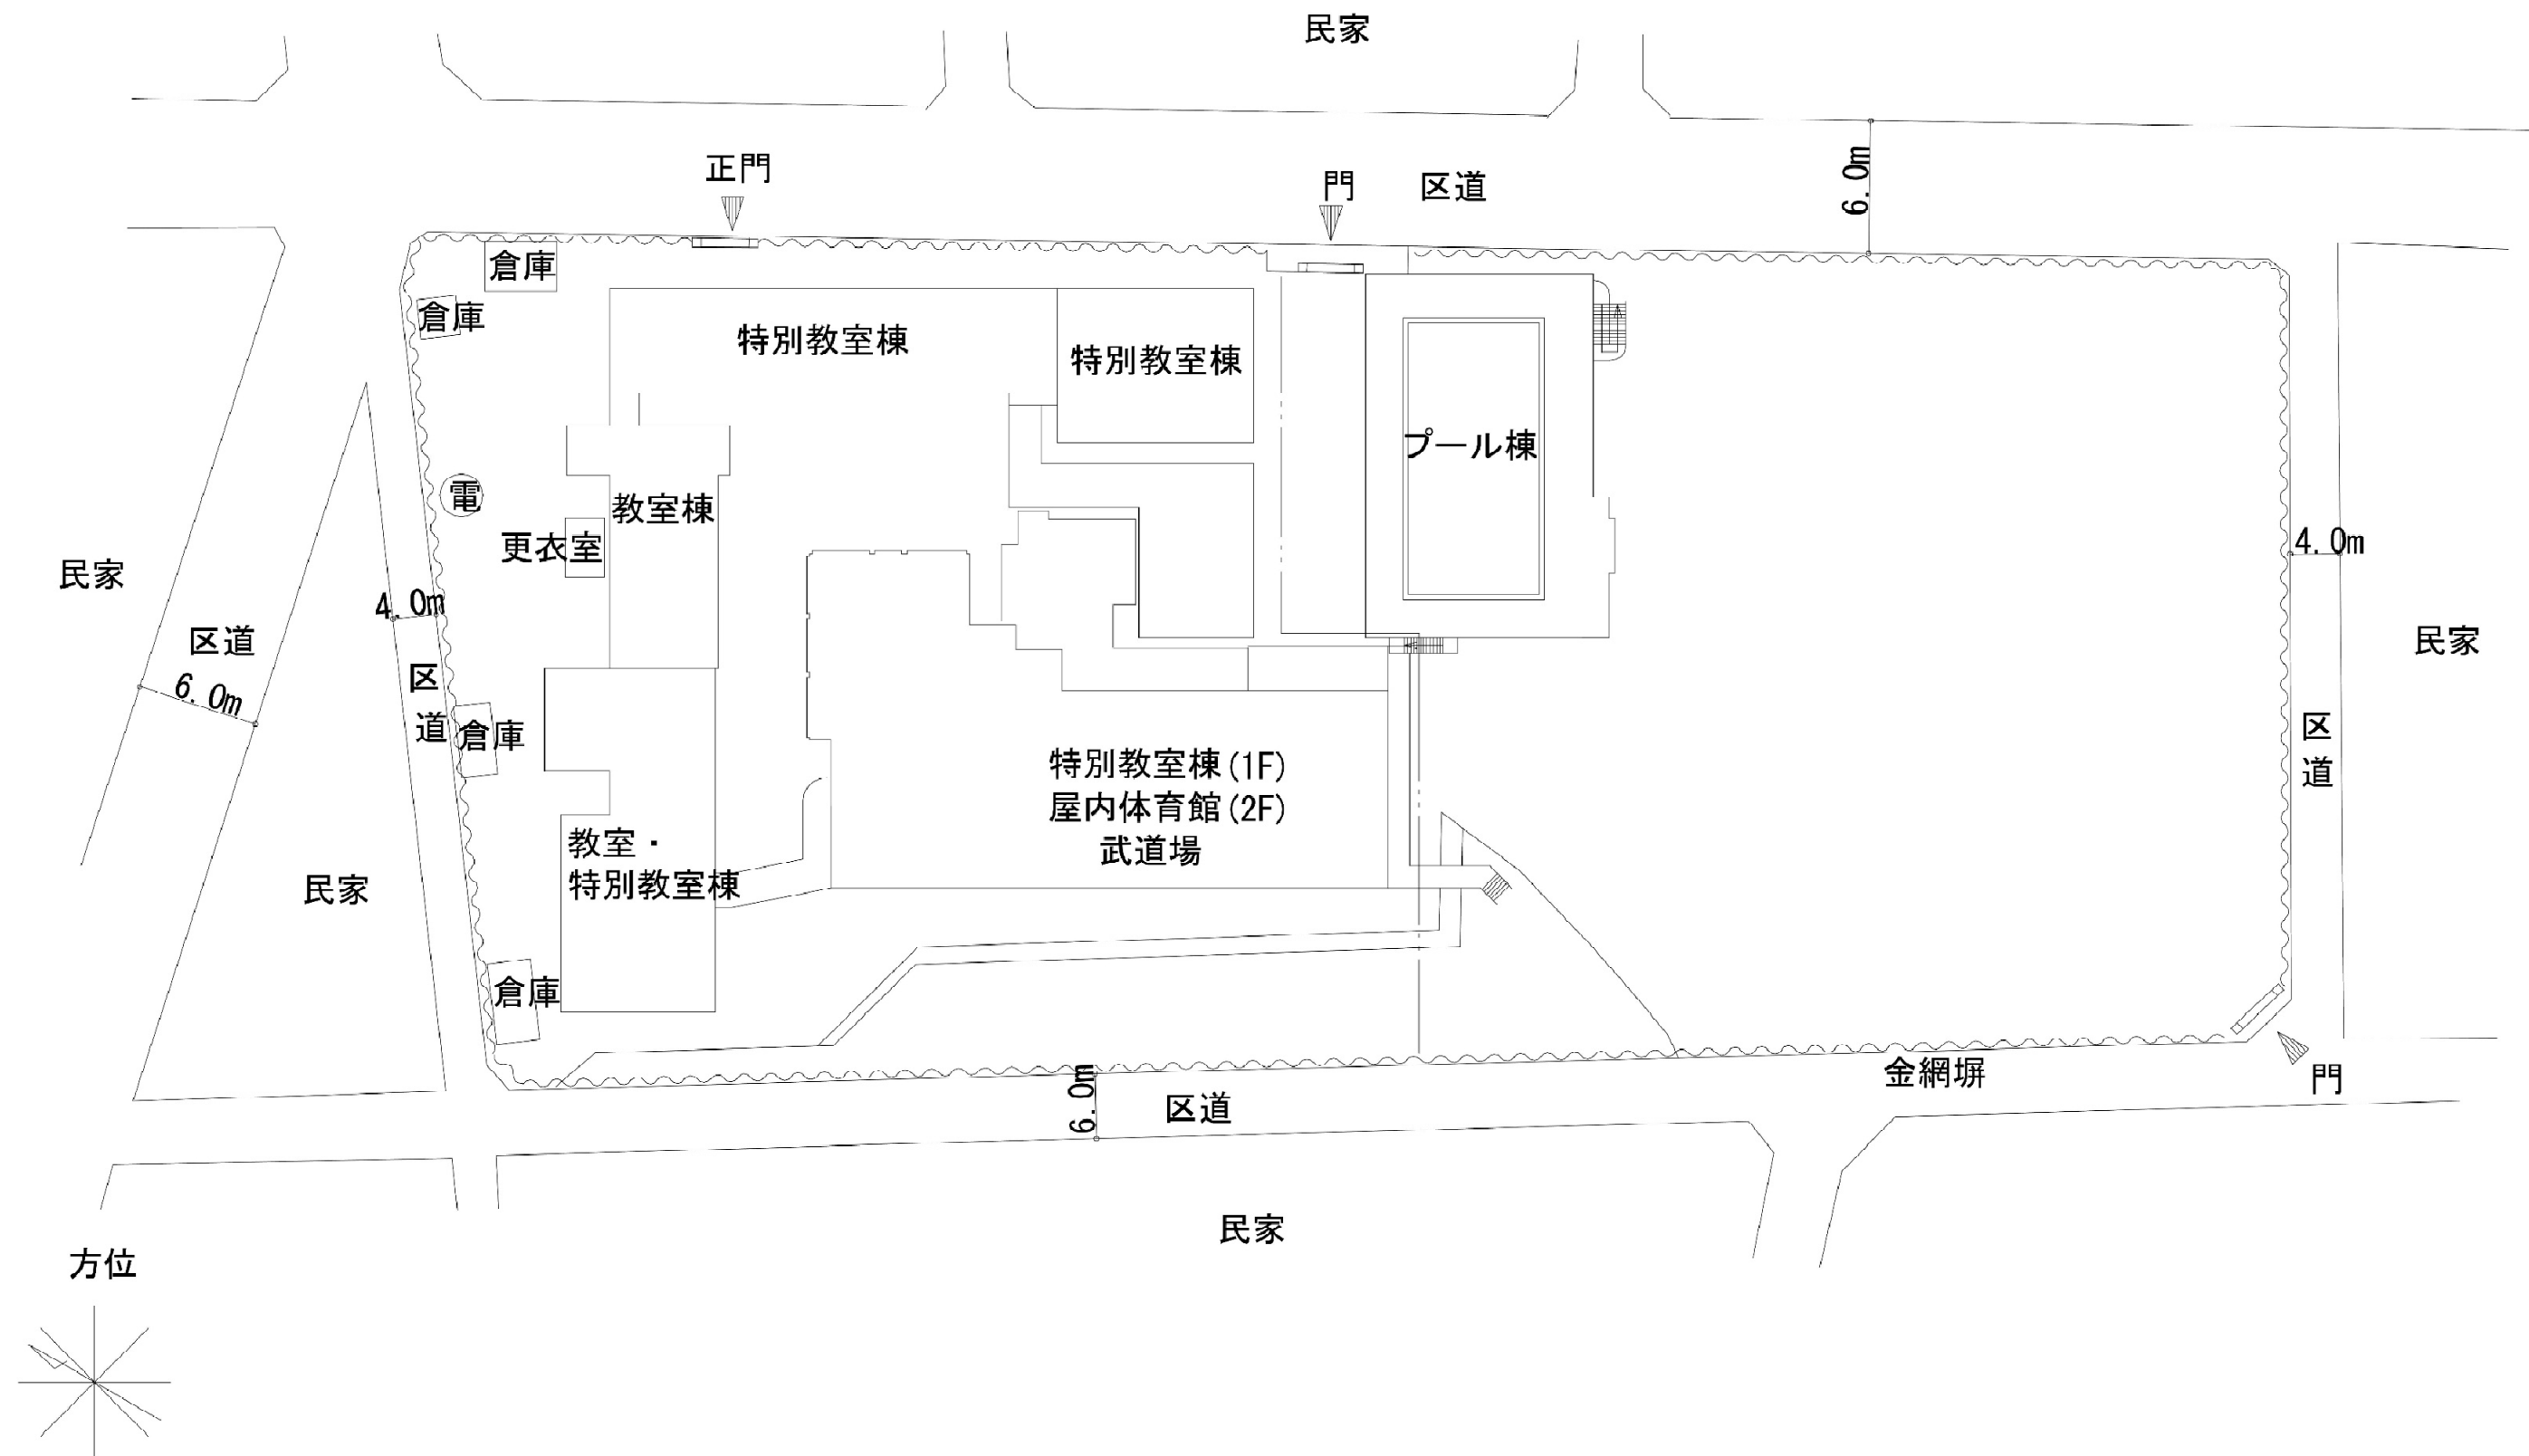 民家
正門
門
区道
6.0m
倉庫
倉庫
特別教室棟
特別教室棟
プール棟
電
教室棟
更衣室
4.0m
民家
4.0m
区道
6.0m
区
道
民家
倉庫
区
道
特別教室棟(1F)
屋内体育館(2F)
武道場
教室・
特別教室棟
民家
倉庫
金網塀
門
6.0m
区道
民家
方位